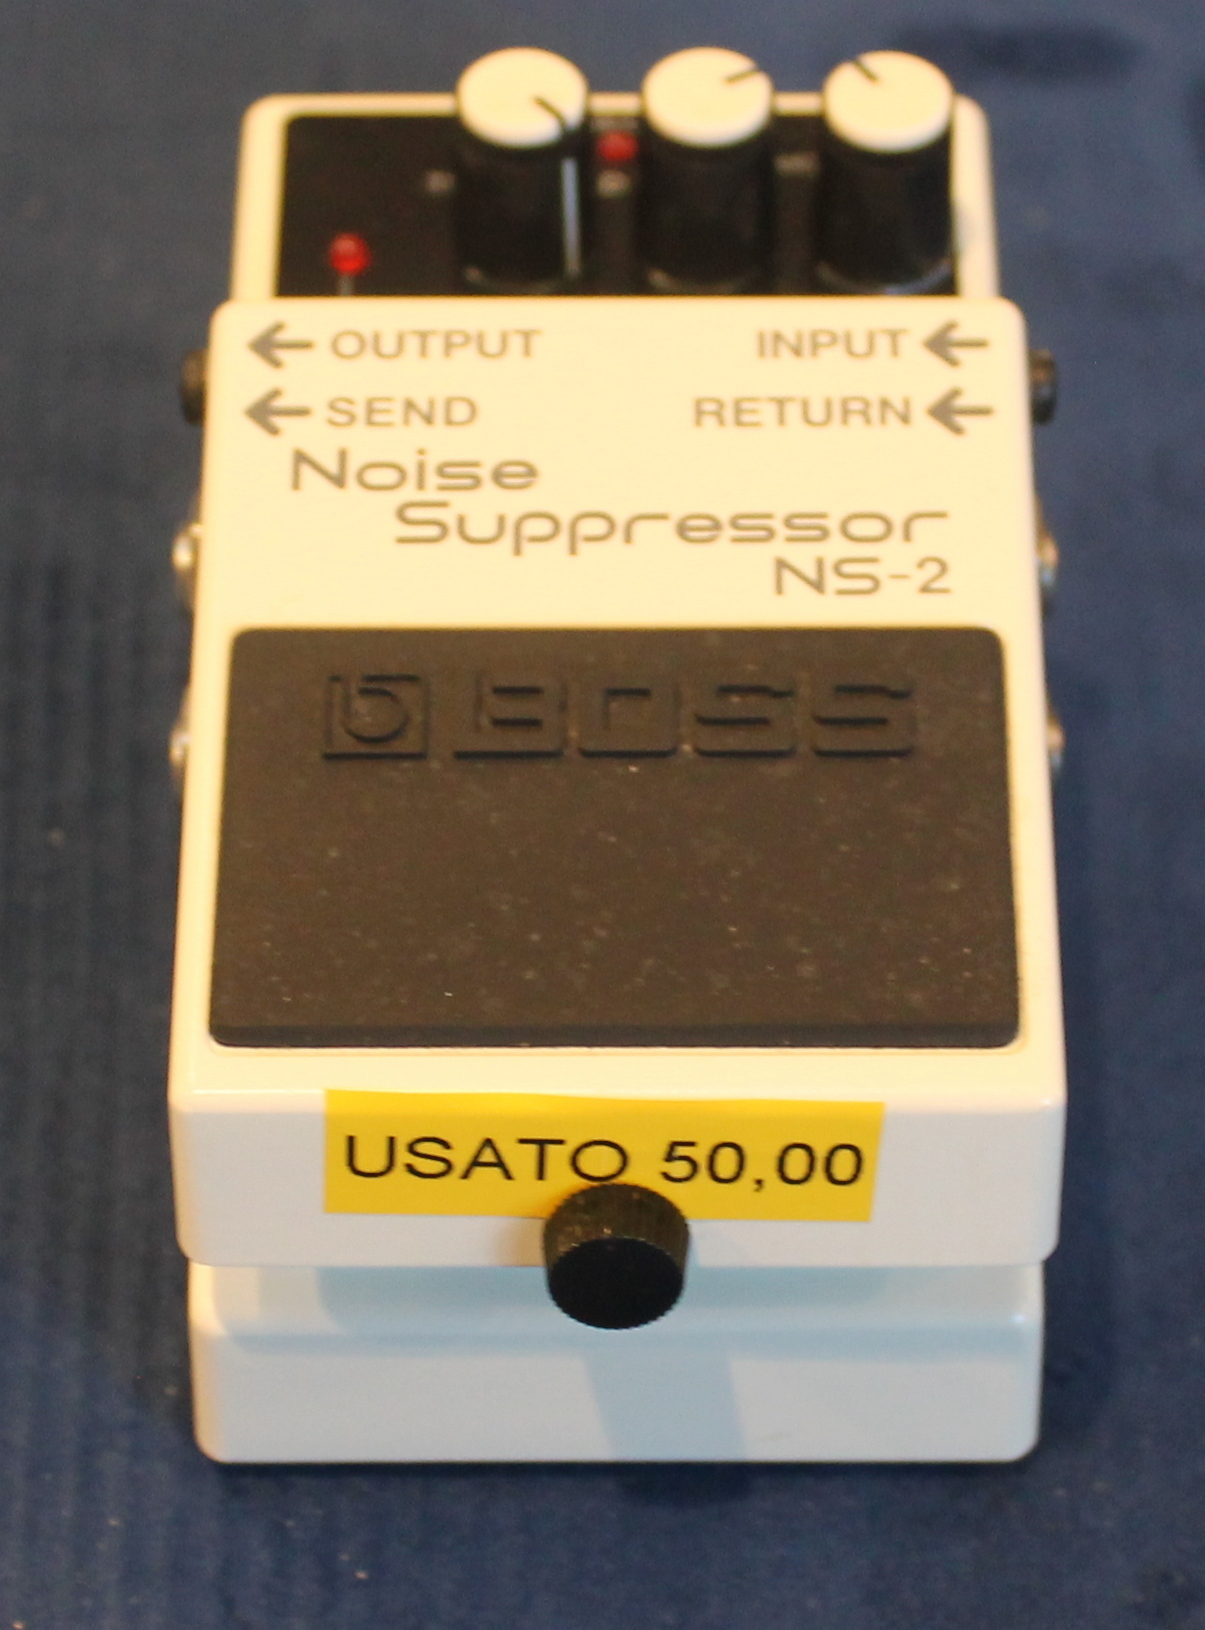 ← OUTPUT INPUT ←
← SEND RETURN ←
Noise
Suppressor
NS-2
BOSS
USATO 50,00